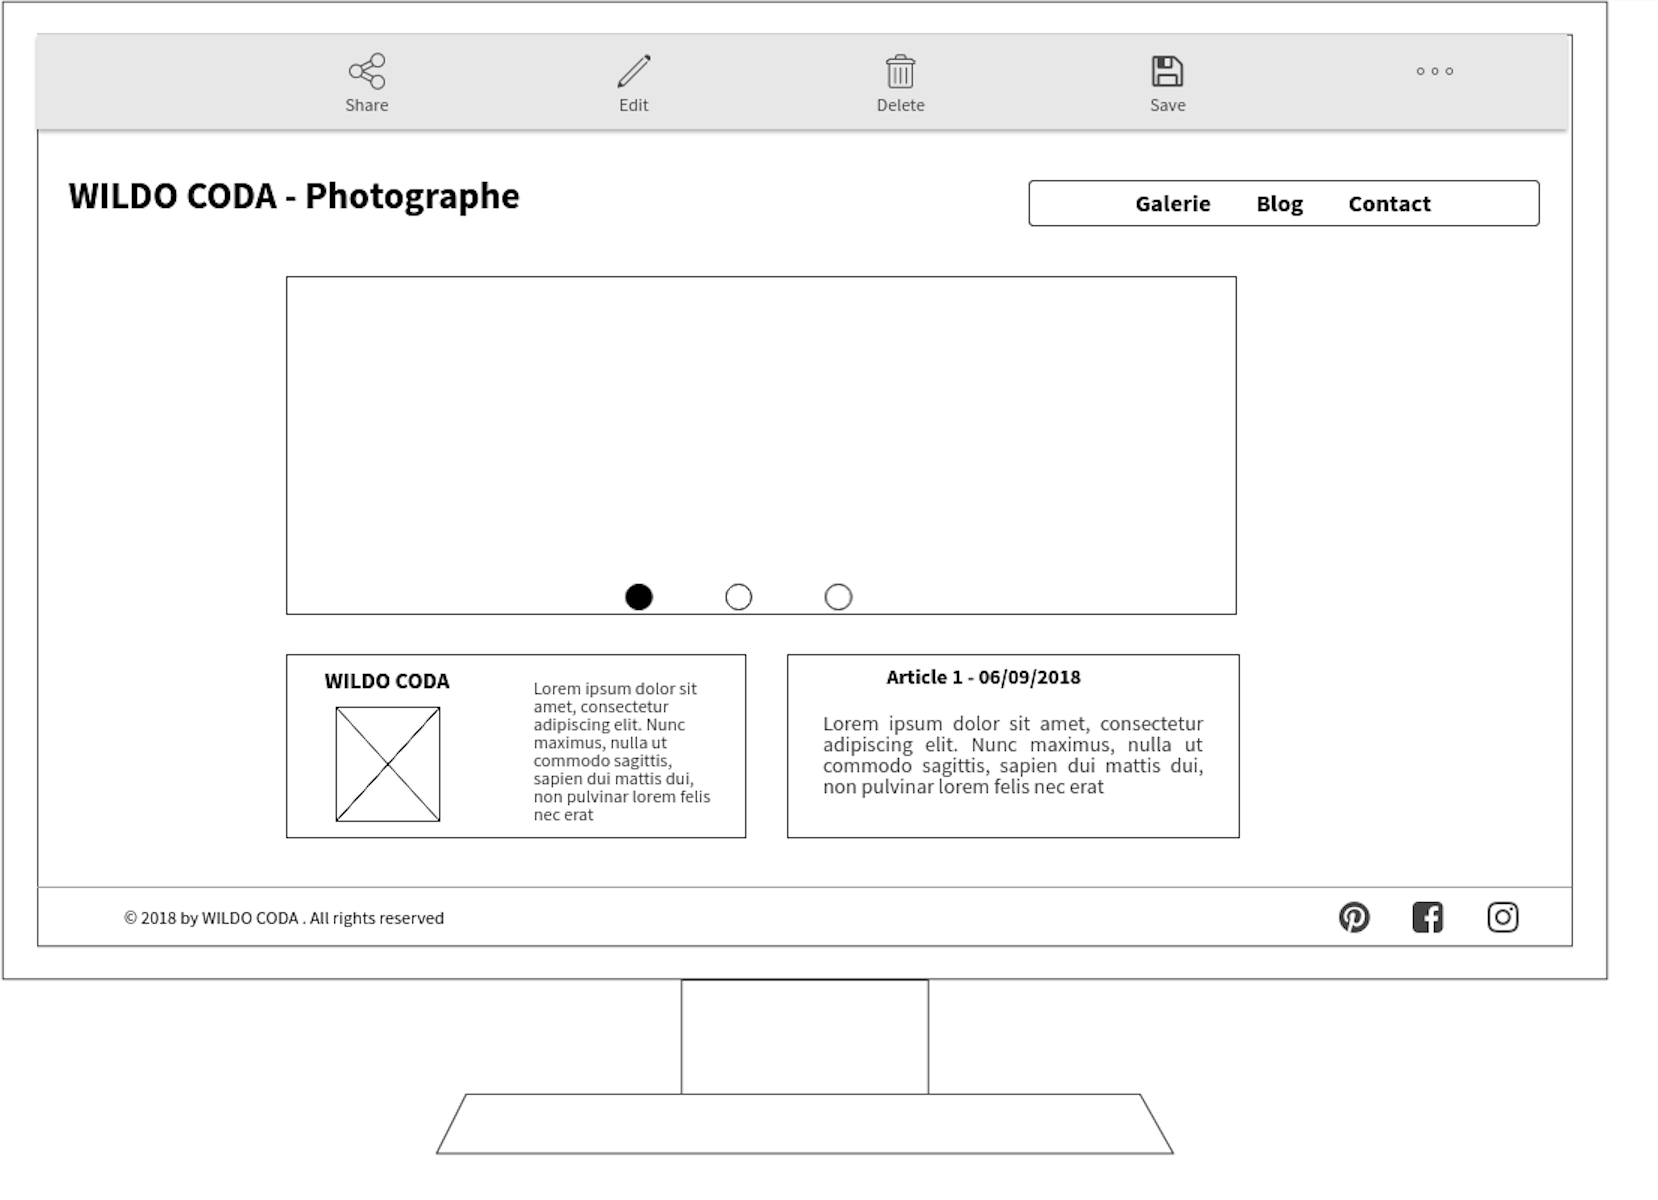 Share Edit Delete Save
WILDO CODA - Photographe
Galerie Blog Contact
WILDO CODA
Lorem ipsum dolor sit
amet, consectetur
adipiscing elit. Nunc
maximus, nulla ut
commodo sagittis,
sapien dui mattis dui,
non pulvinar lorem felis
nec erat
Article 1 - 06/09/2018
Lorem ipsum dolor sit amet, consectetur
adipiscing elit. Nunc maximus, nulla ut
commodo sagittis, sapien dui mattis dui,
non pulvinar lorem felis nec erat
© 2018 by WILDO CODA . All rights reserved